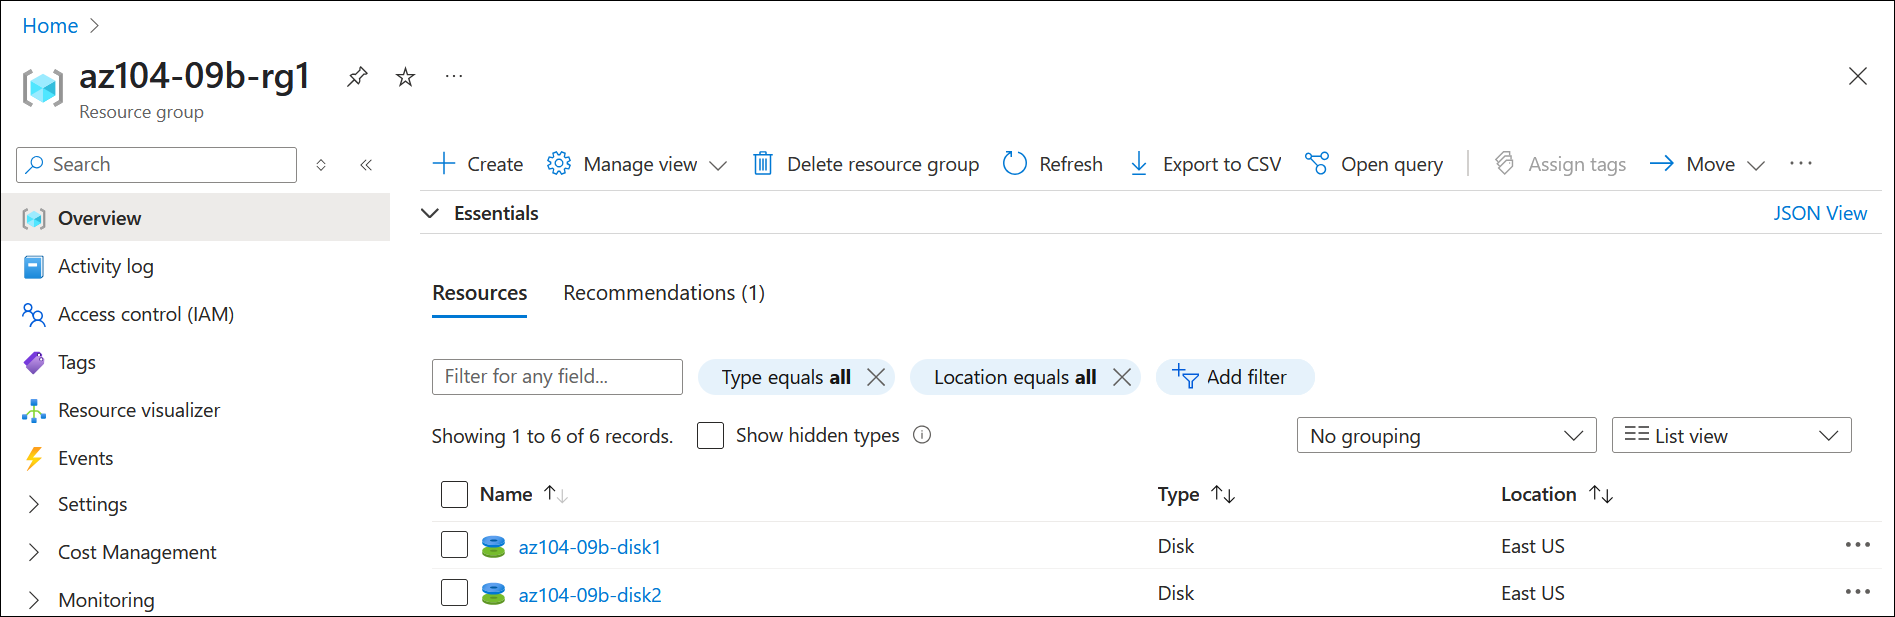 Home
az104-09b-rg1
Resource group
Search
Create Manage view Delete resource group Refresh Export to CSV Open query Assign tags Move
Overview
Essentials JSON View
Activity log
Access control (IAM)
Tags
Resource visualizer
Events
Settings
Cost Management
Monitoring
Resources Recommendations (1)
Filter for any field... Type equals all Location equals all Add filter
Showing 1 to 6 of 6 records. Show hidden types No grouping List view
Name Type Location
az104-09b-disk1 Disk East US
az104-09b-disk2 Disk East US